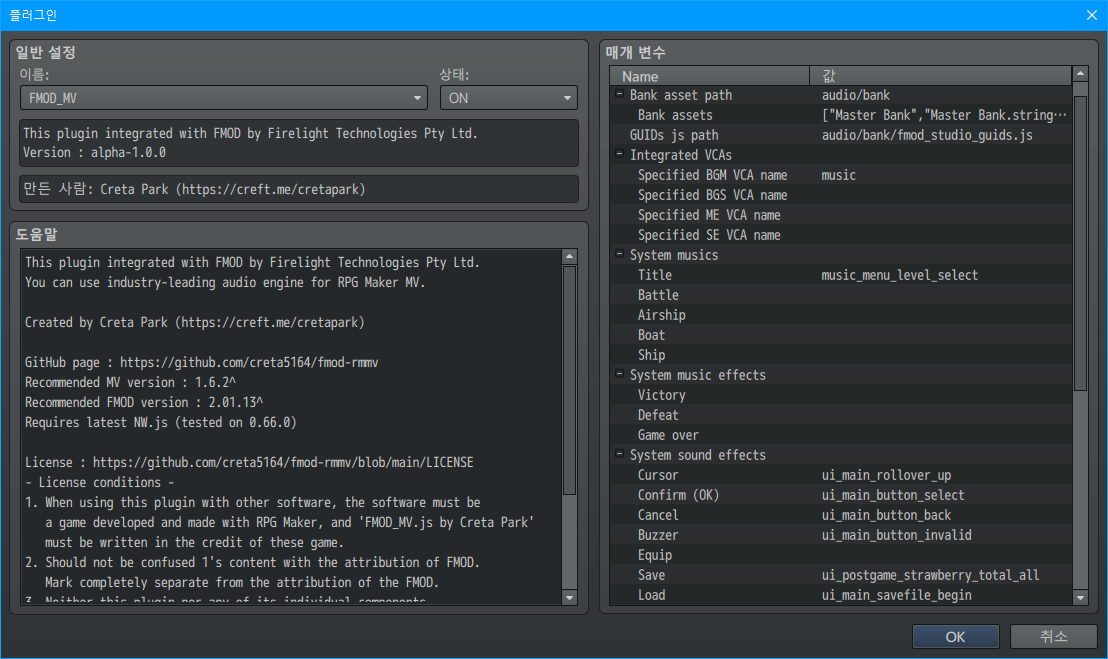 플러그인
일반 설정
이름:
상태:
FMOD_MV
ON
This plugin integrated with FMOD by Firelight Technologies Pty Ltd.
Version : alpha-1.0.0
만든 사람: Creta Park (https://creft.me/cretapark)
도움말
This plugin integrated with FMOD by Firelight Technologies Pty Ltd.
You can use industry-leading audio engine for RPG Maker MV.
Created by Creta Park (https://creft.me/cretapark)
GitHub page : https://github.com/creta5164/fmod-rmmv
Recommended MV version : 1.6.2^
Recommended FMOD version : 2.01.13^
Requires latest NW.js (tested on 0.66.0)
License : https://github.com/creta5164/fmod-rmmv/blob/main/LICENSE
- License conditions -
1. When using this plugin with other software, the software must be
a game developed and made with RPG Maker, and 'FMOD_MV.js by Creta Park'
must be written in the credit of these game.
2. Should not be confused 1's content with the attribution of FMOD.
Mark completely separate from the attribution of the FMOD.
3. Neither this plugin nor any of its individual components
매개 변수
Name 값
Bank asset path audio/bank
Bank assets ["Master Bank","Master Bank.string…
GUIDs js path audio/bank/fmod_studio_guids.js
Integrated VCAs
Specified BGM VCA name music
Specified BGS VCA name
Specified ME VCA name
Specified SE VCA name
System musics
Title music_menu_level_select
Battle
Airship
Boat
Ship
System music effects
Victory
Defeat
Game over
System sound effects
Cursor ui_main_rollover_up
Confirm (OK) ui_main_button_select
Cancel ui_main_button_back
Buzzer ui_main_button_invalid
Equip
Save ui_postgame_strawberry_total_all
Load ui_main_savefile_begin
OK
취소